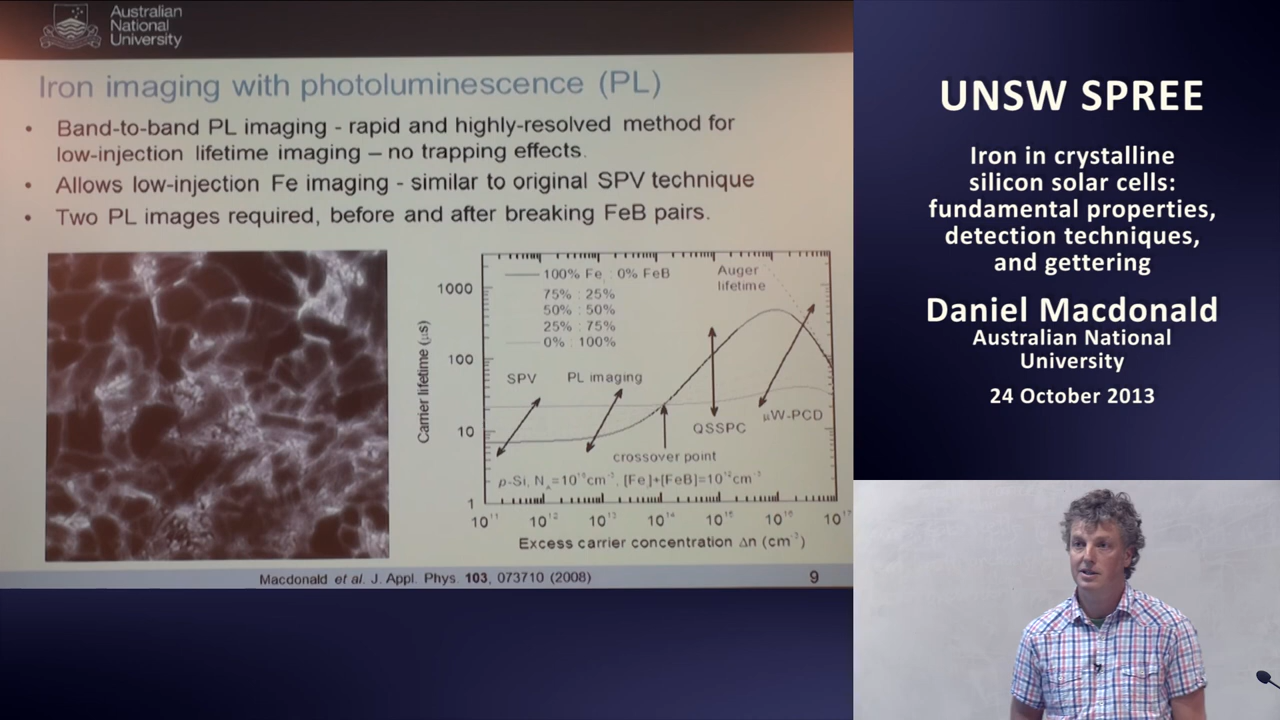 Australian
National
University
Iron imaging with photoluminescence (PL)
• Band-to-band PL imaging - rapid and highly-resolved method for
low-injection lifetime imaging – no trapping effects.
• Allows low-injection Fe imaging - similar to original SPV technique
• Two PL images required, before and after breaking FeB pairs.
100% Fe : 0% FeB
75% : 25%
50% : 50%
25% : 75%
0% : 100%
Auger
lifetime
SPV
PL imaging
QSSPC
μW-PCD
crossover point
Carrier lifetime (μs)
1000
100
10
1
10¹¹ 10¹² 10¹³ 10¹⁴ 10¹⁵ 10¹⁶ 10¹⁷
Excess carrier concentration Δn (cm⁻³)
Macdonald et al. J. Appl. Phys. 103, 073710 (2008)
9
UNSW SPREE
Iron in crystalline
silicon solar cells:
fundamental properties,
detection techniques,
and gettering
Daniel Macdonald
Australian National
University
24 October 2013